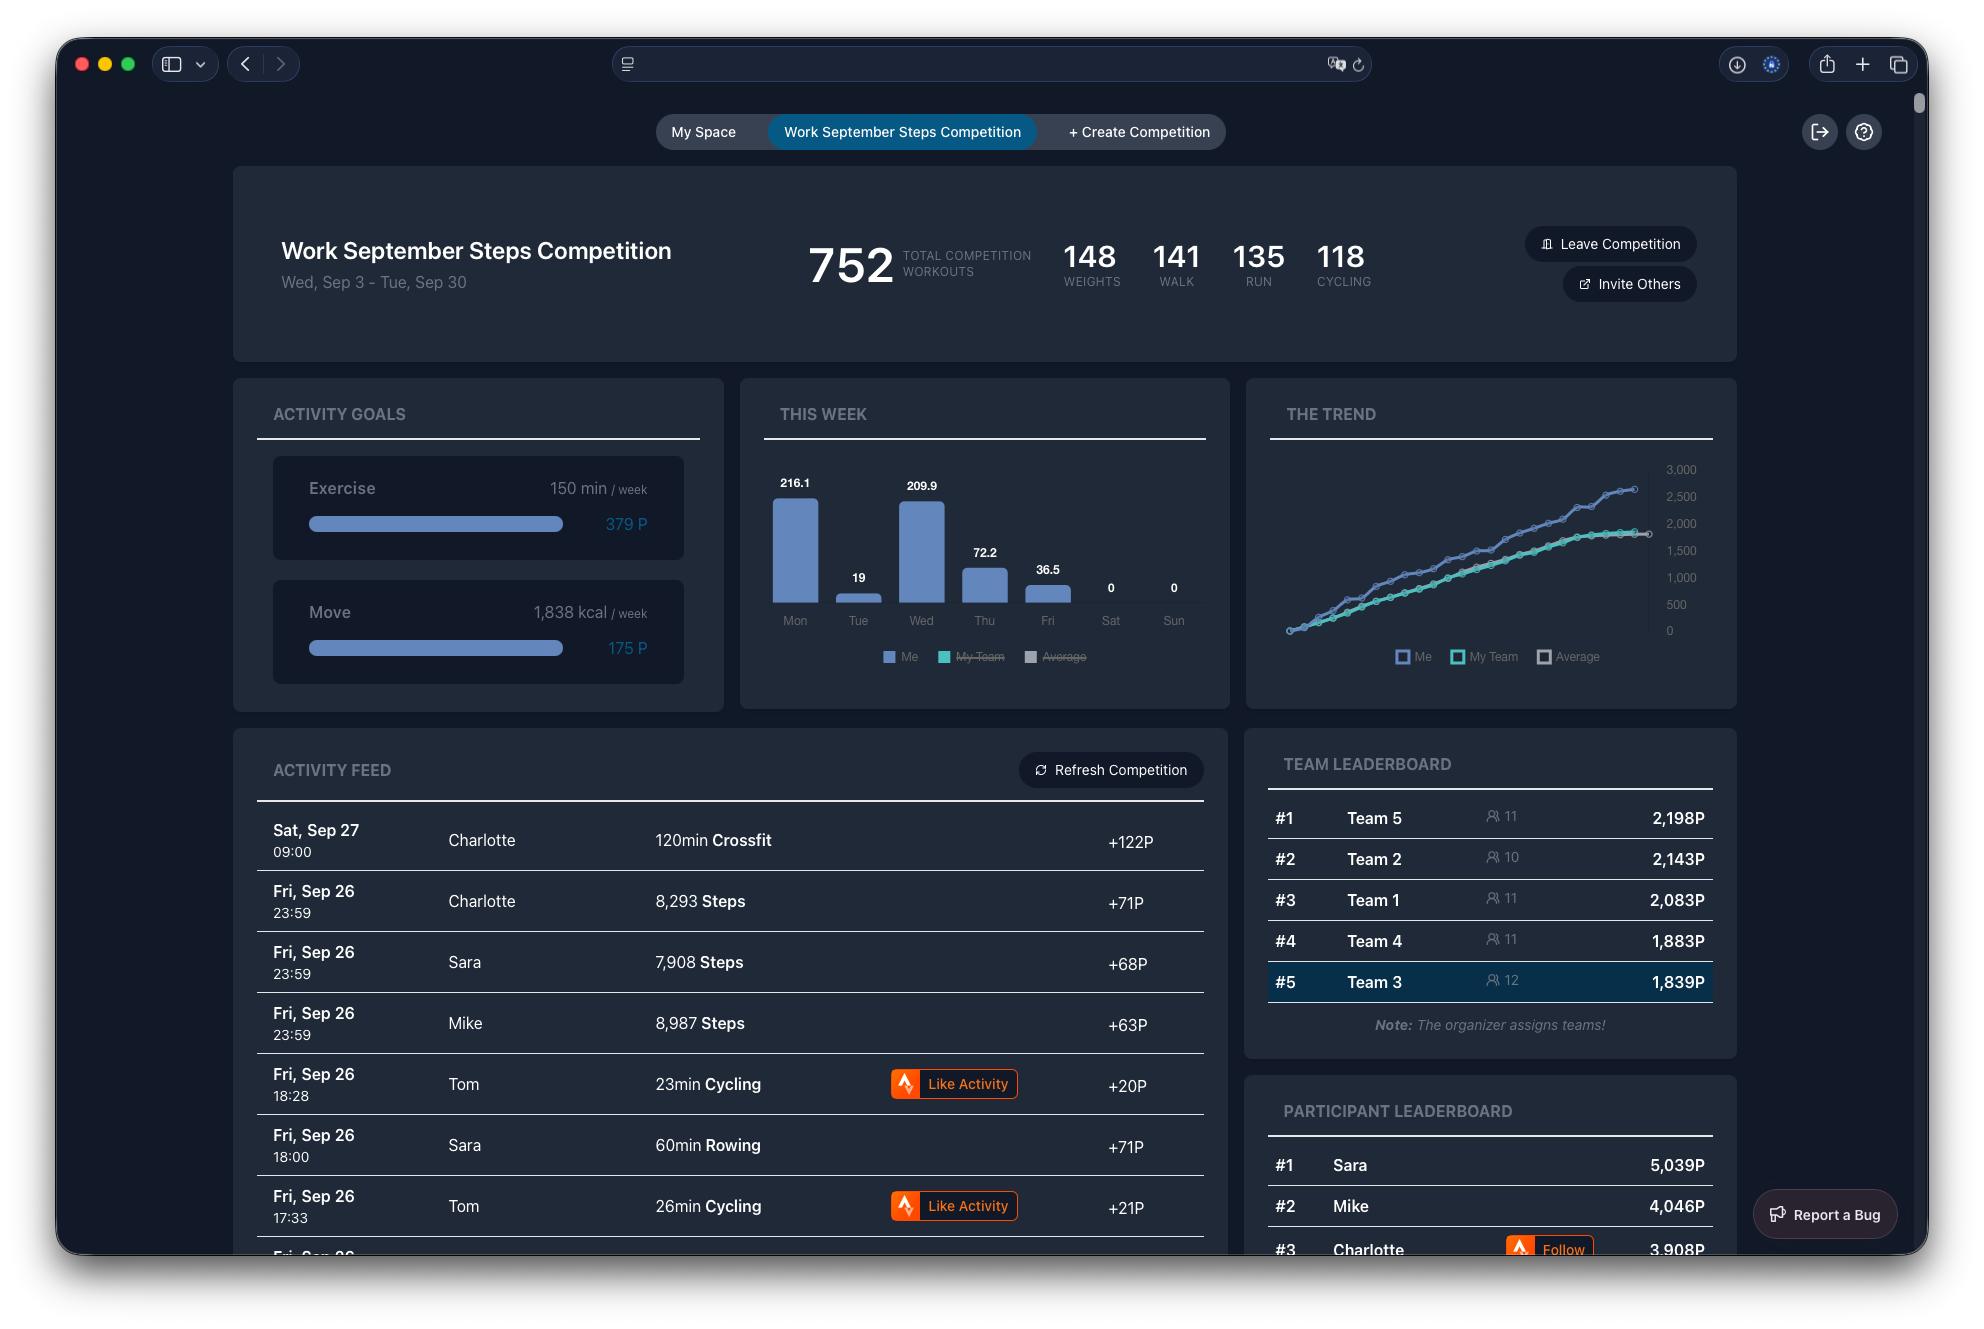 My Space Work September Steps Competition + Create Competition
Work September Steps Competition
Wed, Sep 3 - Tue, Sep 30
752 TOTAL COMPETITION WORKOUTS
148 WEIGHTS
141 WALK
135 RUN
118 CYCLING
Leave Competition
Invite Others
ACTIVITY GOALS
Exercise 150 min / week
379 P
Move 1,838 kcal / week
175 P
THIS WEEK
216.1 19 209.9 72.2 36.5 0 0
Mon Tue Wed Thu Fri Sat Sun
Me My Team Average
THE TREND
3,000
2,500
2,000
1,500
1,000
500
0
Me My Team Average
ACTIVITY FEED
Refresh Competition
Sat, Sep 27
09:00
Charlotte 120min Crossfit +122P
Fri, Sep 26
23:59
Charlotte 8,293 Steps +71P
Fri, Sep 26
23:59
Sara 7,908 Steps +68P
Fri, Sep 26
23:59
Mike 8,987 Steps +63P
Fri, Sep 26
18:28
Tom 23min Cycling Like Activity +20P
Fri, Sep 26
18:00
Sara 60min Rowing +71P
Fri, Sep 26
17:33
Tom 26min Cycling Like Activity +21P
Fri, Sep 26
TEAM LEADERBOARD
#1 Team 5 11 2,198P
#2 Team 2 10 2,143P
#3 Team 1 11 2,083P
#4 Team 4 11 1,883P
#5 Team 3 12 1,839P
Note: The organizer assigns teams!
PARTICIPANT LEADERBOARD
#1 Sara 5,039P
#2 Mike 4,046P
#3 Charlotte Follow 3,908P
Report a Bug